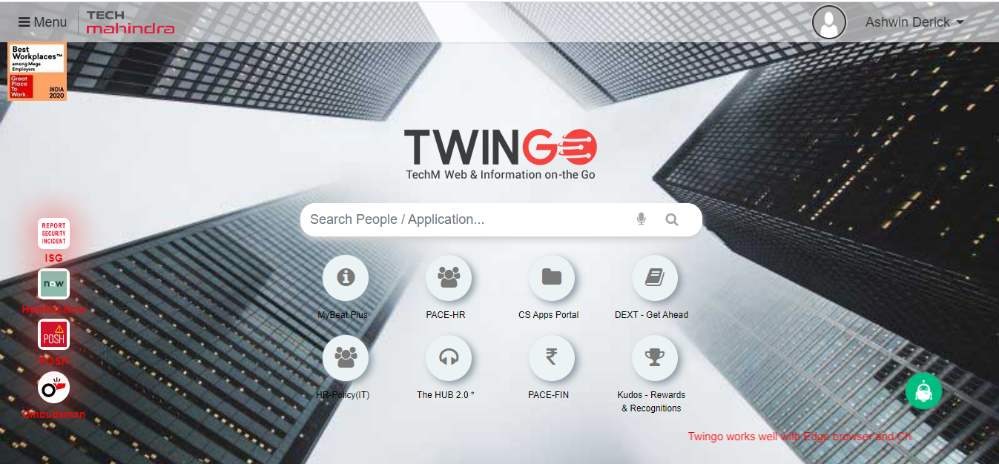 Menu
TECH
mahindra
Ashwin Derick
Best
Workplaces™
among Mega
Employers
Great
Place
To
Work.
INDIA
2020
TWINGO
TechM Web & Information on-the Go
Search People / Application...
REPORT
SECURITY
INCIDENT
ISG
now
POSH
POSH
Ombudsman
MyBeat Plus
PACE-HR
CS Apps Portal
DEXT - Get Ahead
HR-Policy(IT)
The HUB 2.0 *
PACE-FIN
Kudos - Rewards
& Recognitions
Twingo works well with Edge browser and Ch